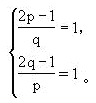 { (2p-1)/q = 1,
(2q-1)/p = 1 。